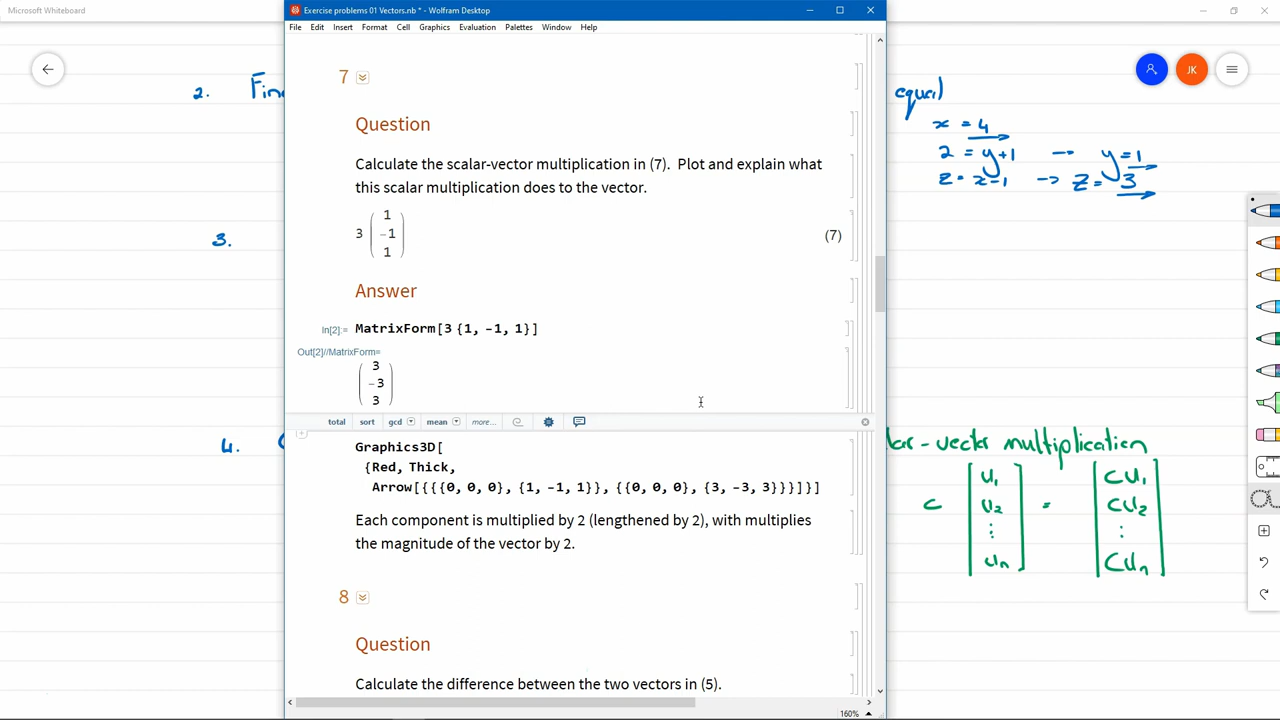 Microsoft Whiteboard
Exercise problems 01 Vectors.nb * - Wolfram Desktop
File Edit Insert Format Cell Graphics Evaluation Palettes Window Help
JK
2. equal
x = 4
2 = y+1 → y=1
z = x-1 → z = 3
7
Question
Calculate the scalar-vector multiplication in (7). Plot and explain what
this scalar multiplication does to the vector.
1
3 -1 (7)
1
3.
Answer
In[2]:= MatrixForm[3 {1, -1, 1}]
Out[2]//MatrixForm=
3
-3
3
total sort gcd mean more...
4. -vector multiplication
Graphics3D[
{Red, Thick,
Arrow[{{{0, 0, 0}, {1, -1, 1}}, {{0, 0, 0}, {3, -3, 3}}}]}]
Each component is multiplied by 2 (lengthened by 2), with multiplies
the magnitude of the vector by 2.
u1 cu1
c u2 = cu2
⋮ ⋮
un cun
8
Question
Calculate the difference between the two vectors in (5).
160%